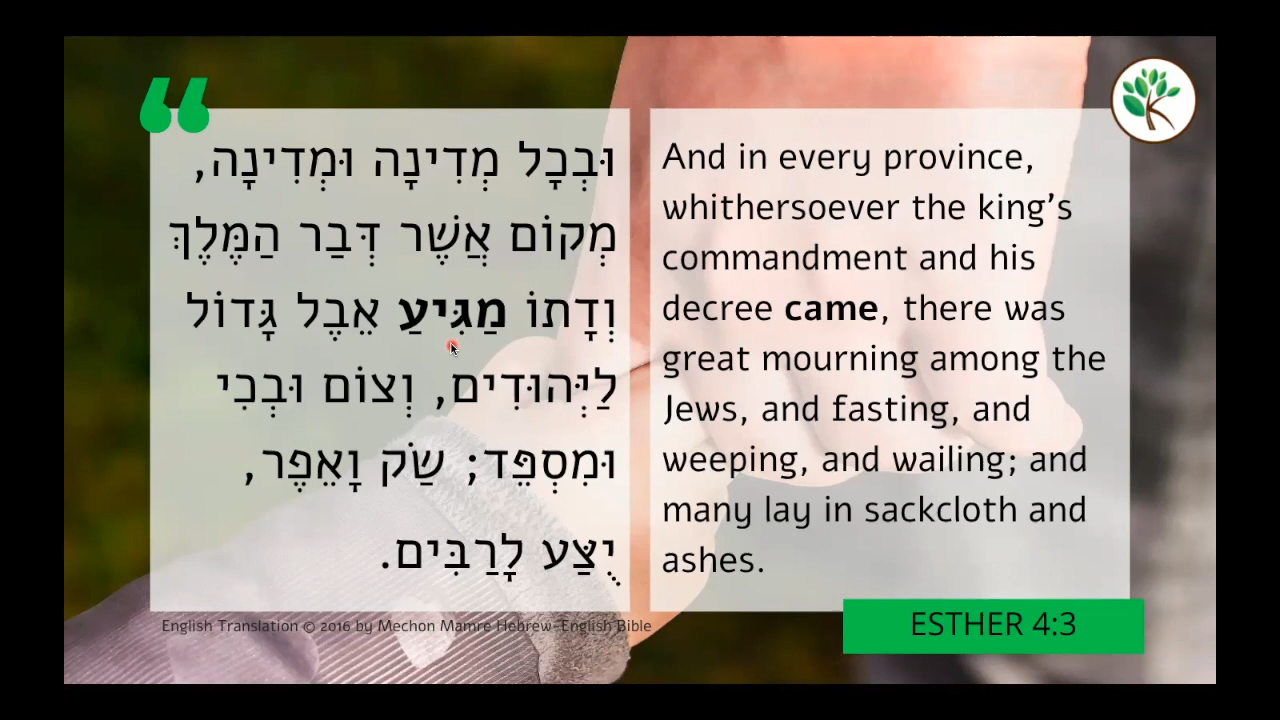 וּבְכָל מְדִינָה וּמְדִינָה,
מְקוֹם אֲשֶׁר דְּבַר הַמֶּלֶךְ
וְדָתוֹ מַגִּיעַ אֵבֶל גָּדוֹל
לַיְּהוּדִים, וְצוֹם וּבְכִי
וּמִסְפֵּד; שַׂק וָאֵפֶר,
יֻצַּע לָרַבִּים.
And in every province,
whithersoever the king’s
commandment and his
decree came, there was
great mourning among the
Jews, and fasting, and
weeping, and wailing; and
many lay in sackcloth and
ashes.
English Translation © 2016 by Mechon Mamre Hebrew-English Bible
ESTHER 4:3